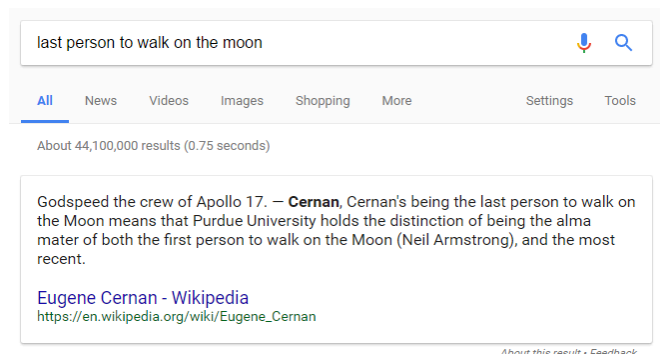 last person to walk on the moon
All News Videos Images Shopping More Settings Tools
About 44,100,000 results (0.75 seconds)
Godspeed the crew of Apollo 17. — Cernan, Cernan's being the last person to walk on
the Moon means that Purdue University holds the distinction of being the alma
mater of both the first person to walk on the Moon (Neil Armstrong), and the most
recent.
Eugene Cernan - Wikipedia
https://en.wikipedia.org/wiki/Eugene_Cernan
About this result • Feedback